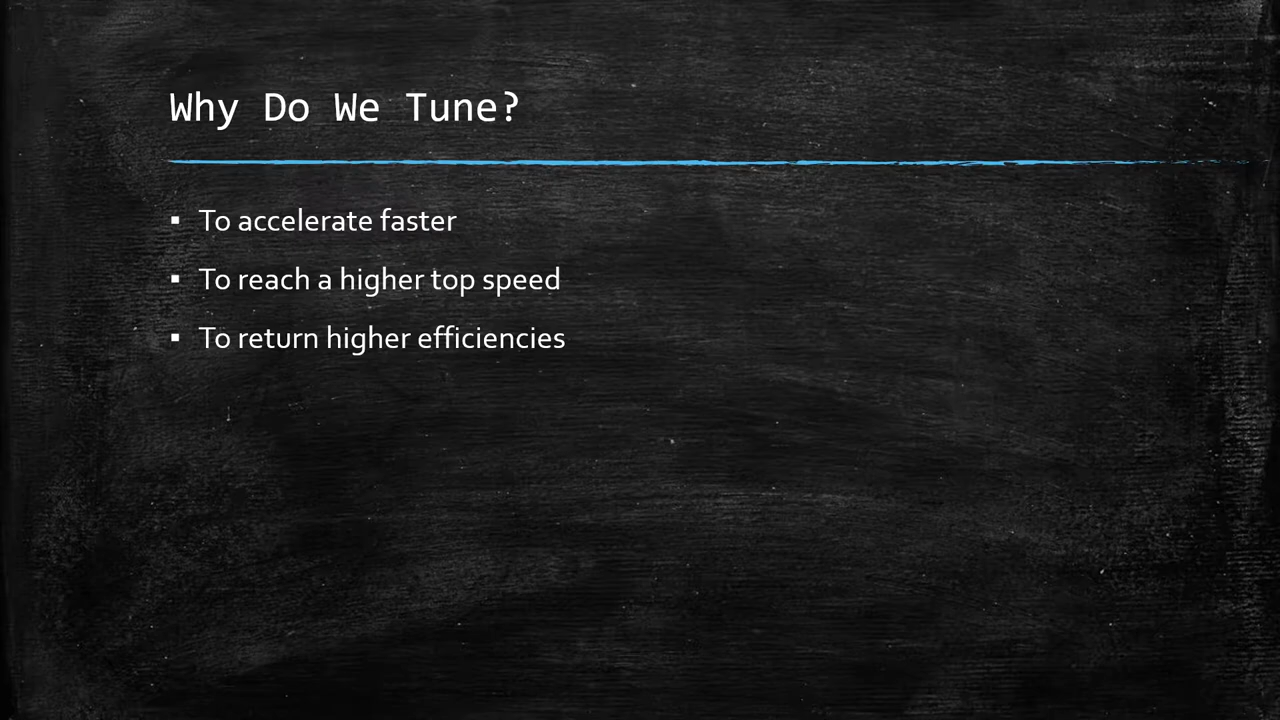 Why Do We Tune?
▪ To accelerate faster
▪ To reach a higher top speed
▪ To return higher efficiencies